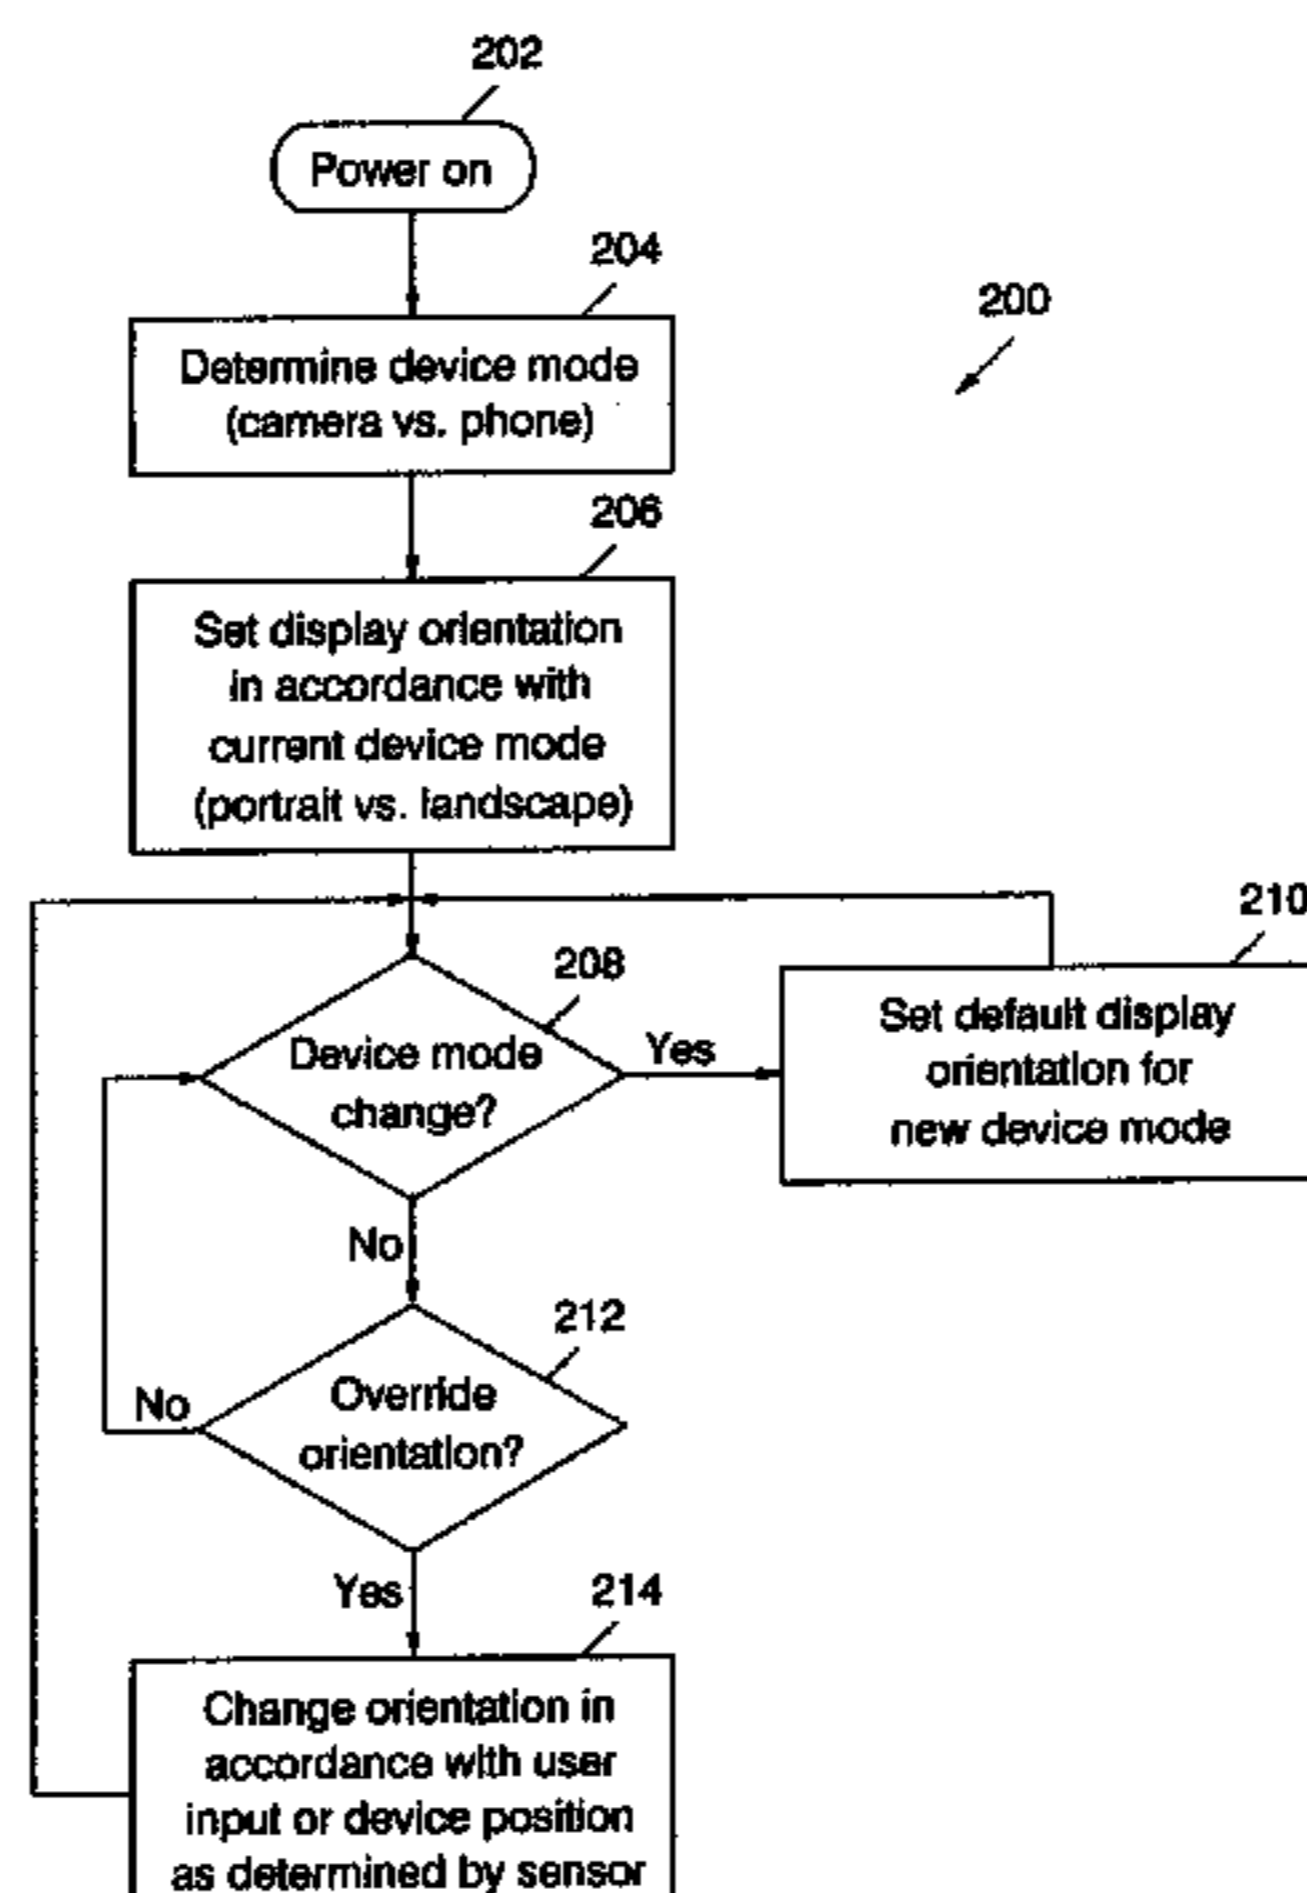 202
Power on
204
200
Determine device mode
(camera vs. phone)
206
Set display orientation
in accordance with
current device mode
(portrait vs. landscape)
210
208
Device mode
change?
Yes
Set default display
orientation for
new device mode
No
212
Override
orientation?
No
Yes
214
Change orientation in
accordance with user
input or device position
as determined by sensor